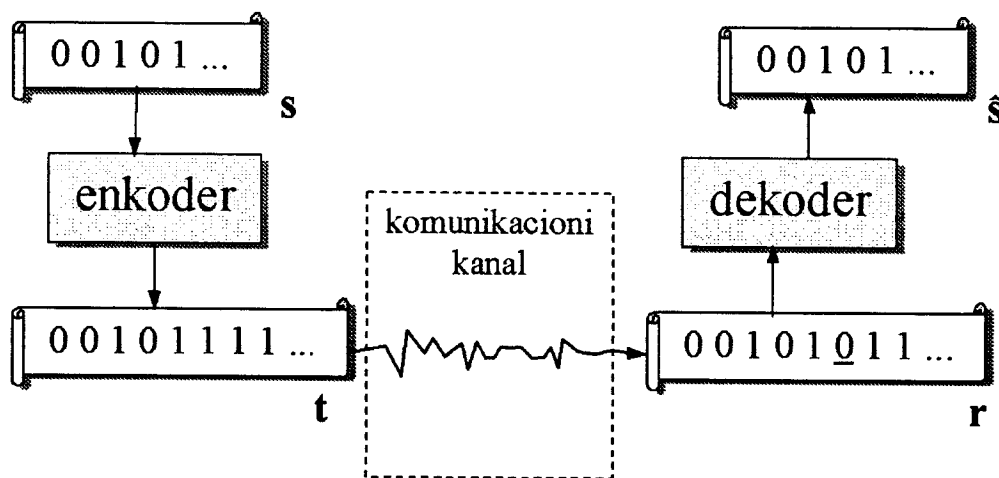 0 0 1 0 1 ...
s
enkoder
0 0 1 0 1 1 1 1 ...
t
komunikacioni
kanal
0 0 1 0 1 ...
ŝ
dekoder
0 0 1 0 1 0 1 1 ...
r